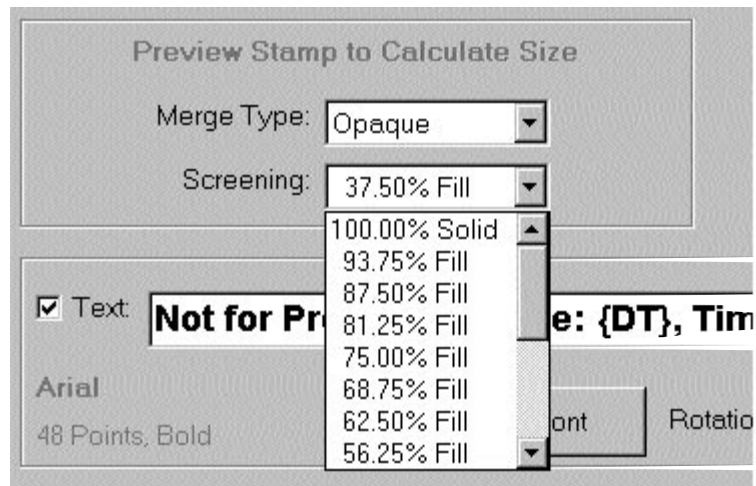 Preview Stamp to Calculate Size
Merge Type: Opaque
Screening: 37.50% Fill
100.00% Solid
93.75% Fill
87.50% Fill
81.25% Fill
75.00% Fill
68.75% Fill
62.50% Fill
56.25% Fill
Text: Not for Pr e: {DT}, Tim
Arial
48 Points, Bold ont Rotatio